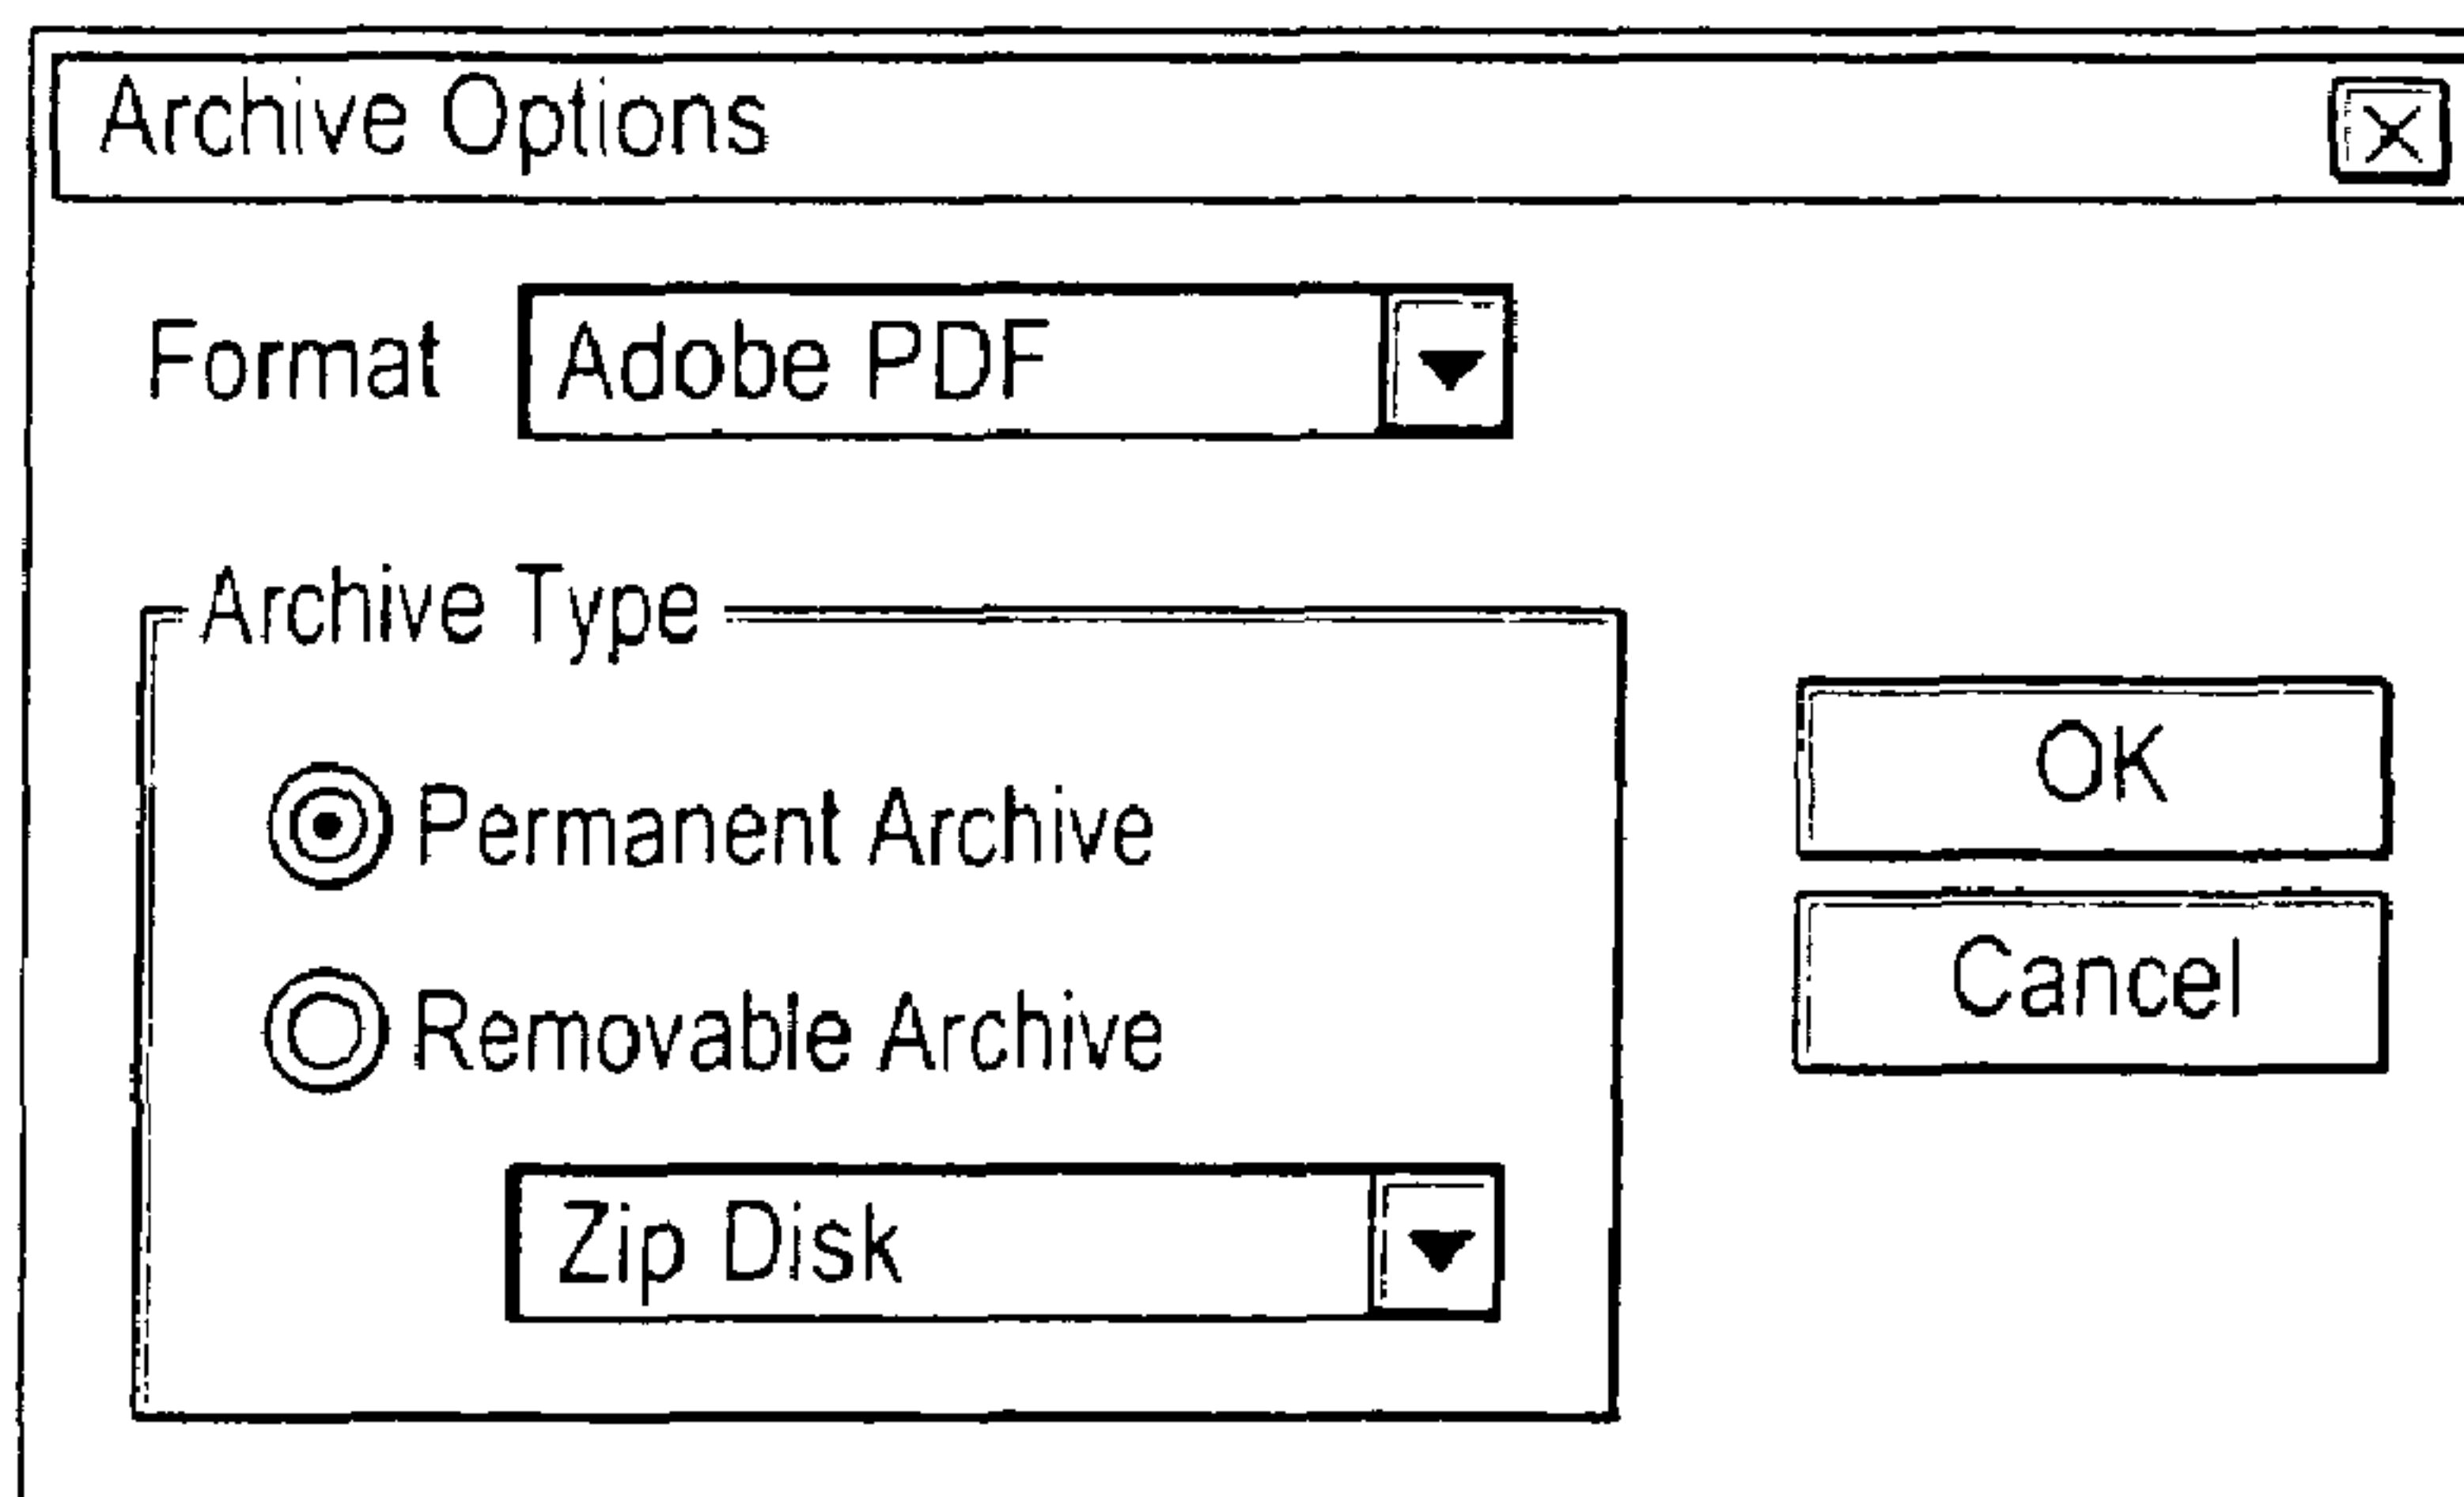 Archive Options
Format Adobe PDF
Archive Type
Permanent Archive
Removable Archive
Zip Disk
OK
Cancel